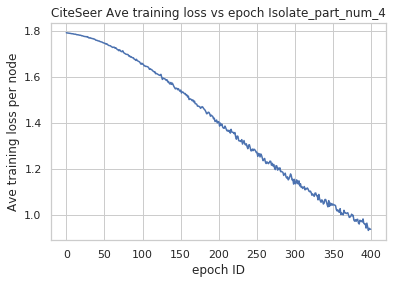 CiteSeer Ave training loss vs epoch Isolate_part_num_4
Ave training loss per node
1.8
1.6
1.4
1.2
1.0
0 50 100 150 200 250 300 350 400
epoch ID